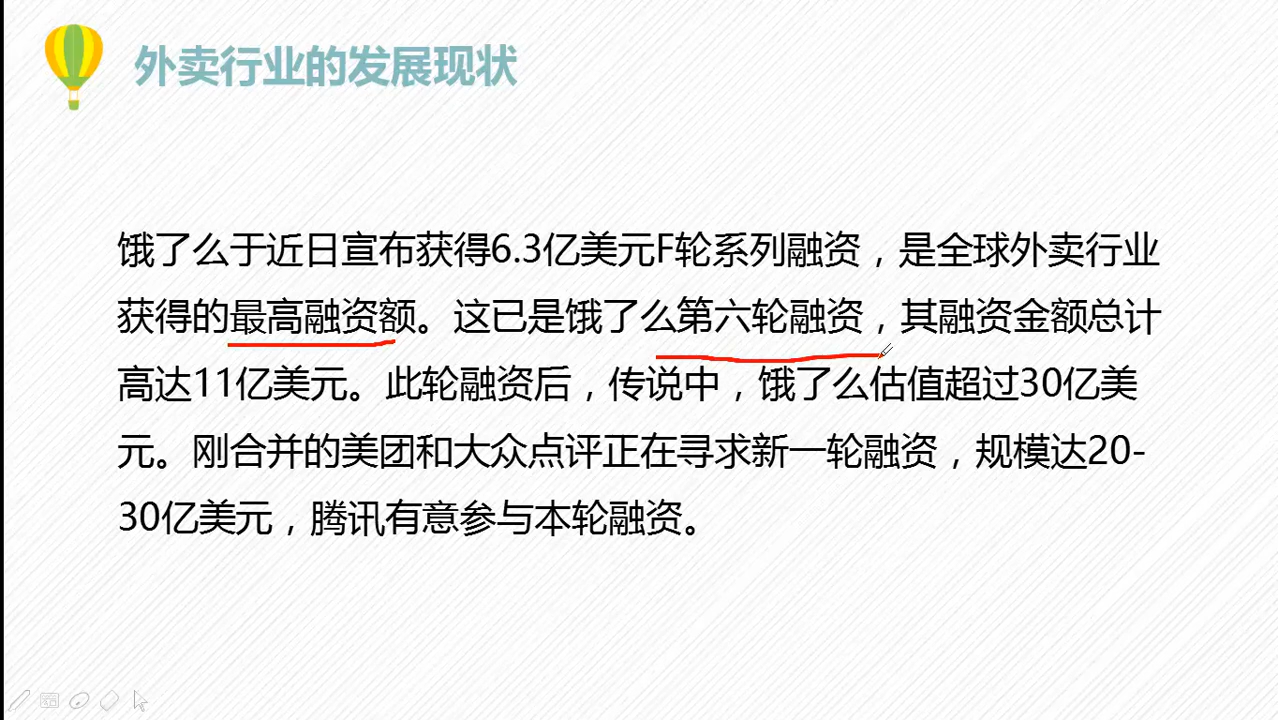 外卖行业的发展现状
饿了么于近日宣布获得6.3亿美元F轮系列融资，是全球外卖行业
获得的最高融资额。这已是饿了么第六轮融资，其融资金额总计
高达11亿美元。此轮融资后，传说中，饿了么估值超过30亿美
元。刚合并的美团和大众点评正在寻求新一轮融资，规模达20-
30亿美元，腾讯有意参与本轮融资。